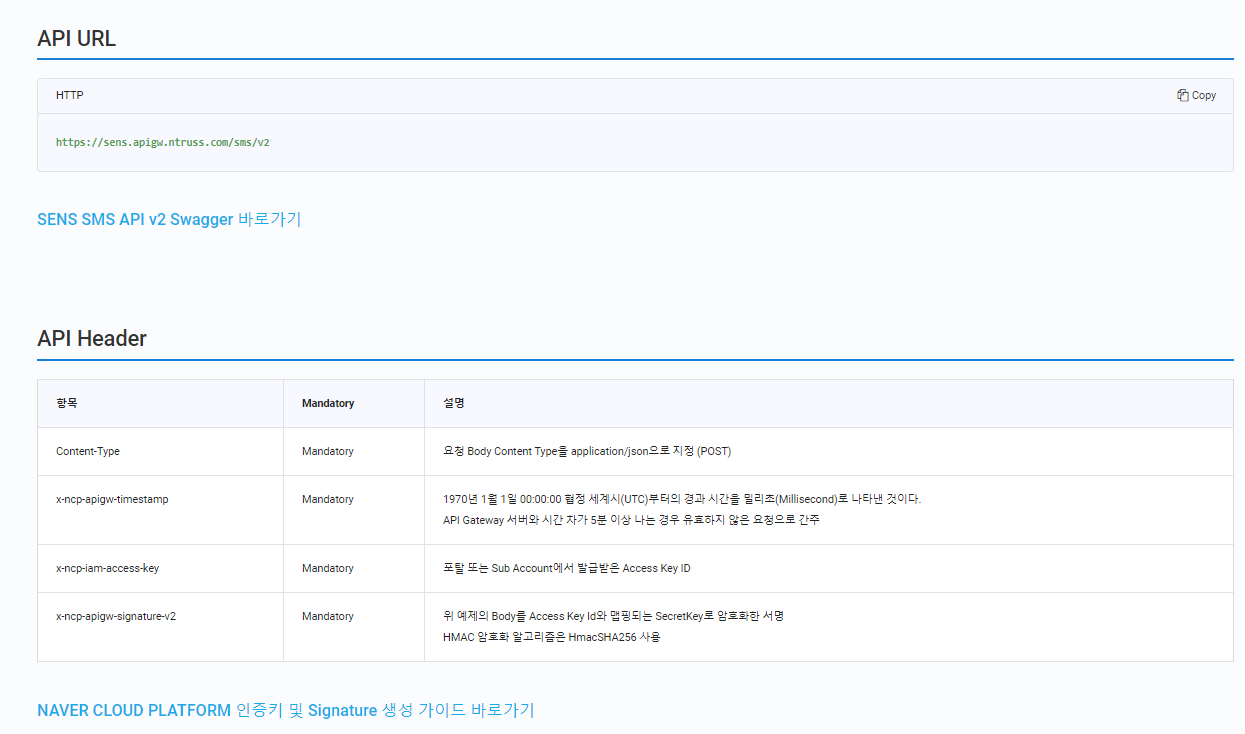 API URL
HTTP
Copy
https://sens.apigw.ntruss.com/sms/v2
SENS SMS API v2 Swagger 바로가기
API Header
항목 Mandatory 설명
Content-Type Mandatory 요청 Body Content Type을 application/json으로 지정 (POST)
x-ncp-apigw-timestamp Mandatory 1970년 1월 1일 00:00:00 협정 세계시(UTC)부터의 경과 시간을 밀리초(Millisecond)로 나타낸 것이다.
API Gateway 서버와 시간 차가 5분 이상 나는 경우 유효하지 않은 요청으로 간주
x-ncp-iam-access-key Mandatory 포탈 또는 Sub Account에서 발급받은 Access Key ID
x-ncp-apigw-signature-v2 Mandatory 위 예제의 Body를 Access Key Id와 맵핑되는 SecretKey로 암호화한 서명
HMAC 암호화 알고리즘은 HmacSHA256 사용
NAVER CLOUD PLATFORM 인증키 및 Signature 생성 가이드 바로가기